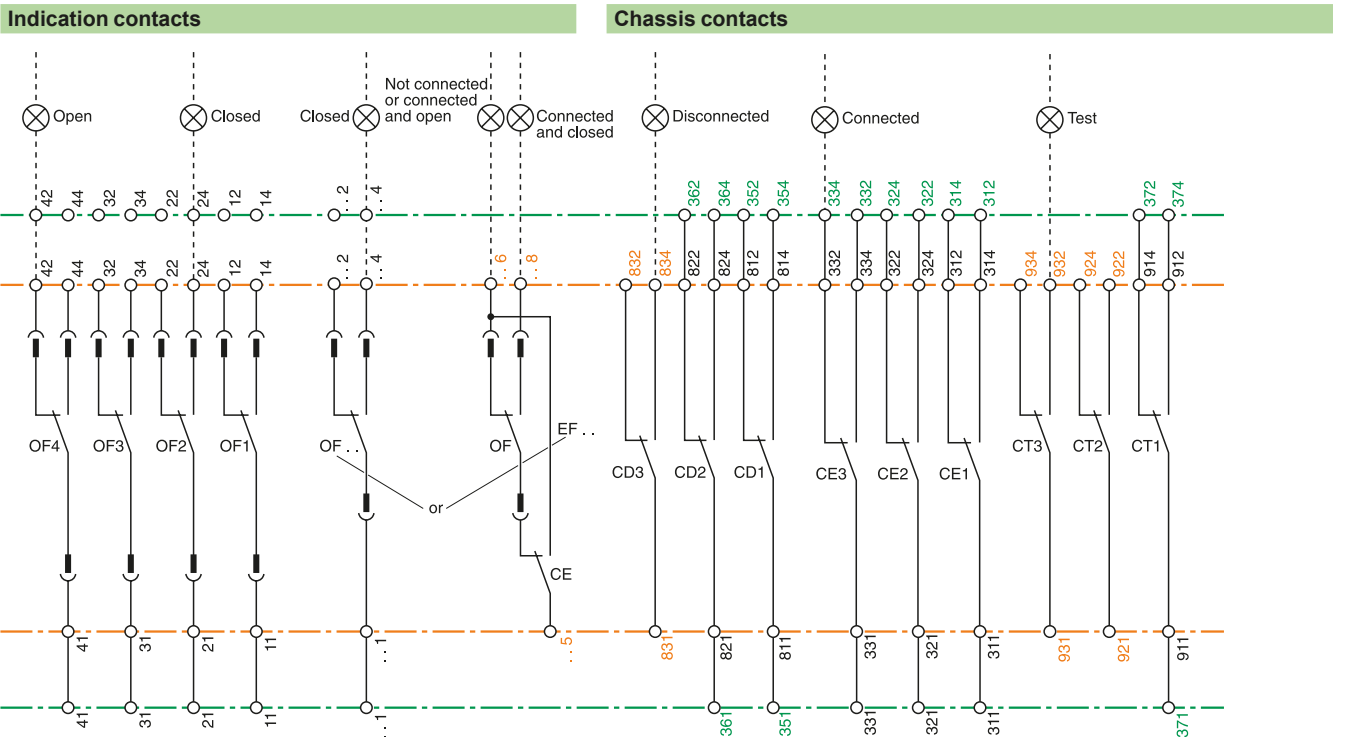 Indication contacts
Chassis contacts
Open
Closed
Closed
Not connected
or connected
and open
Connected
and closed
Disconnected
Connected
Test
42 44 32 34 22 24 12 14 . . 2 . . 4 362 364 352 354 334 332 324 322 314 312 372 374
42 44 32 34 22 24 12 14 . . 2 . . 4 . . 6 . . 8 832 834 822 824 812 814 332 334 322 324 312 314 934 932 924 922 914 912
OF4 OF3 OF2 OF1 OF . . OF EF . . CD3 CD2 CD1 CE3 CE2 CE1 CT3 CT2 CT1
or
CE
41 31 21 11 . . 1 . . 5 831 821 811 331 321 311 931 921 911
41 31 21 11 . . 1 361 351 331 321 311 371